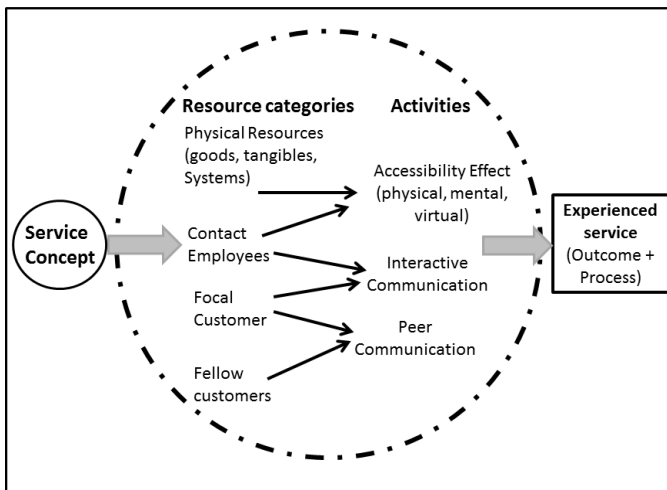 Resource categories
Activities
Physical Resources
(goods, tangibles,
Systems)
Accessibility Effect
(physical, mental,
virtual)
Service
Concept
Contact
Employees
Experienced
service
(Outcome +
Process)
Interactive
Communication
Focal
Customer
Peer
Communication
Fellow
customers